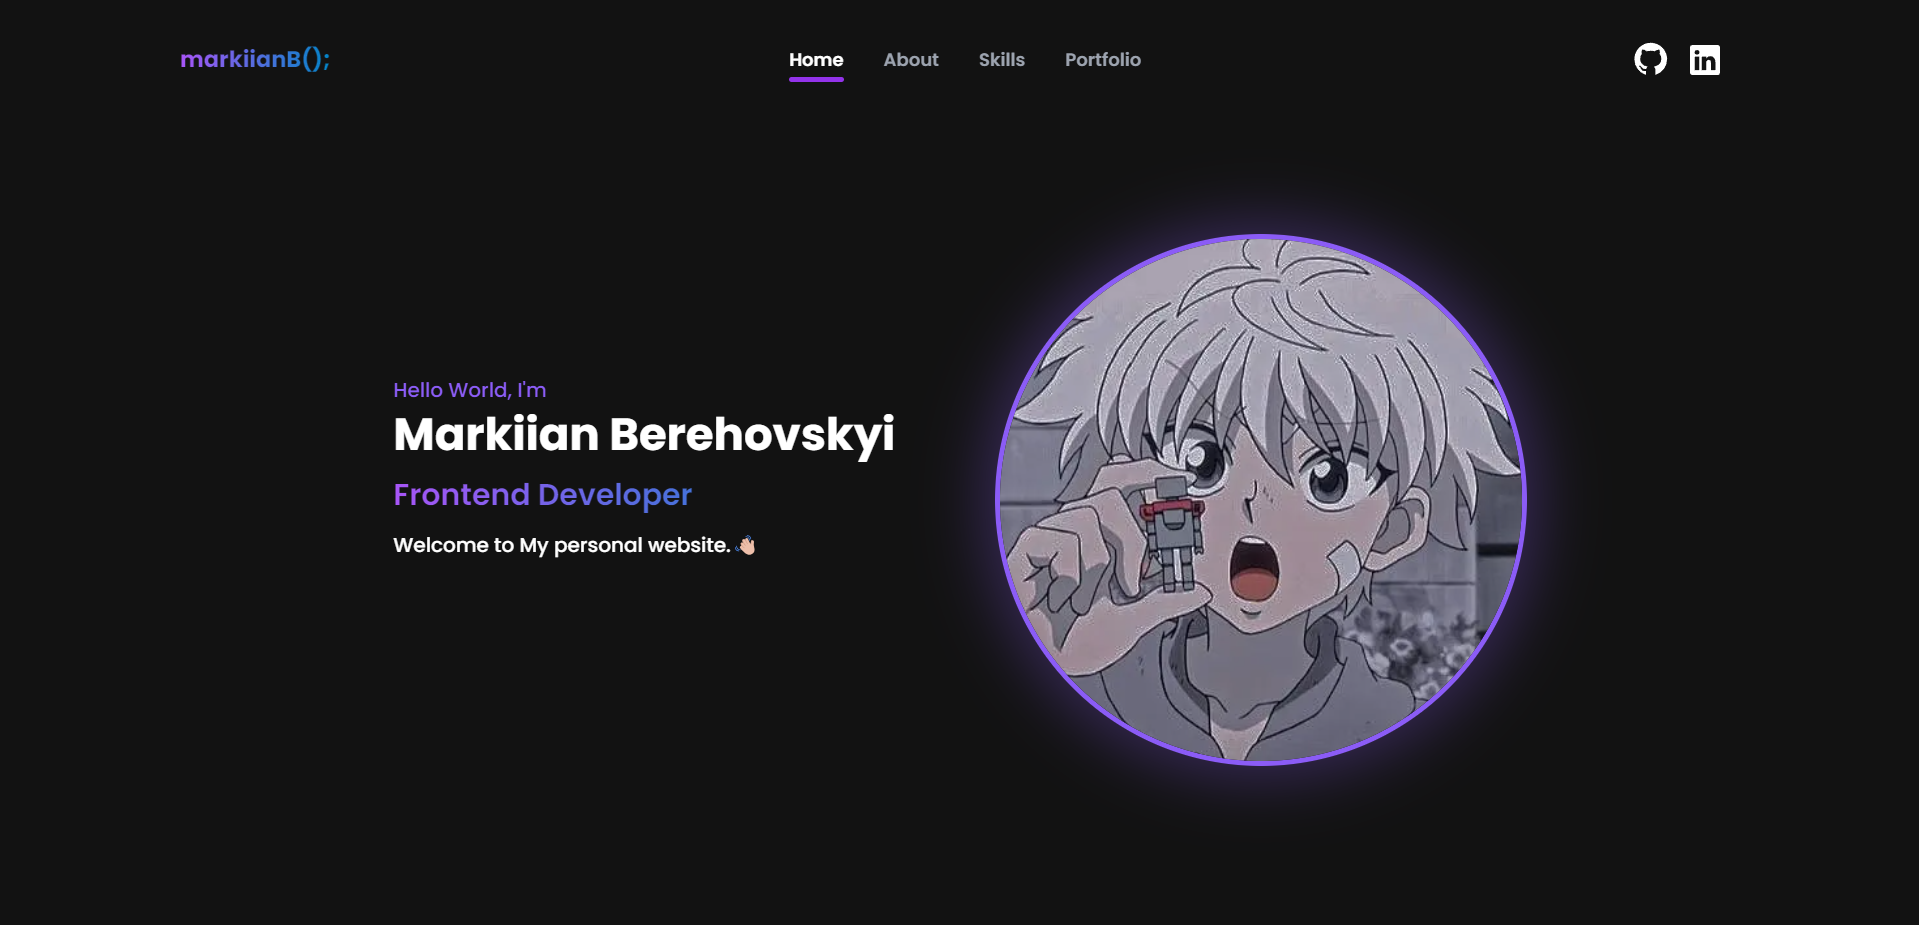 markiianB();
Home About Skills Portfolio
in
Hello World, I'm
Markiian Berehovskyi
Frontend Developer
Welcome to My personal website. 👋🏻